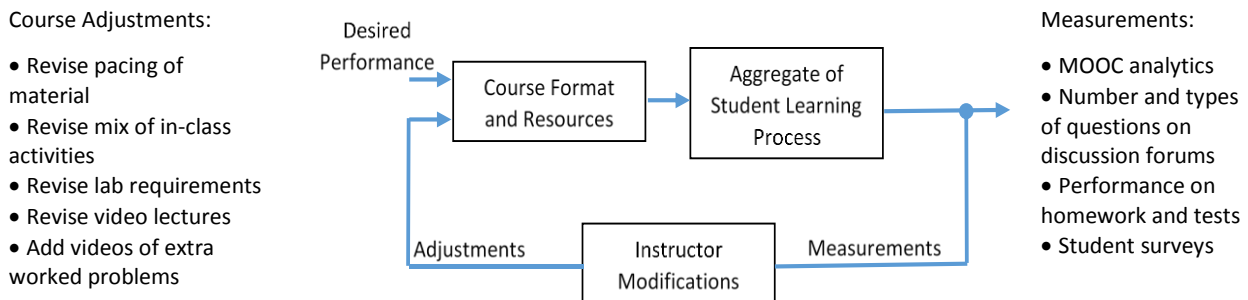 Course Adjustments:
• Revise pacing of
material
• Revise mix of in-class
activities
• Revise lab requirements
• Revise video lectures
• Add videos of extra
worked problems
Desired
Performance
Course Format
and Resources
Aggregate of
Student Learning
Process
Adjustments
Instructor
Modifications
Measurements
Measurements:
• MOOC analytics
• Number and types
of questions on
discussion forums
• Performance on
homework and tests
• Student surveys